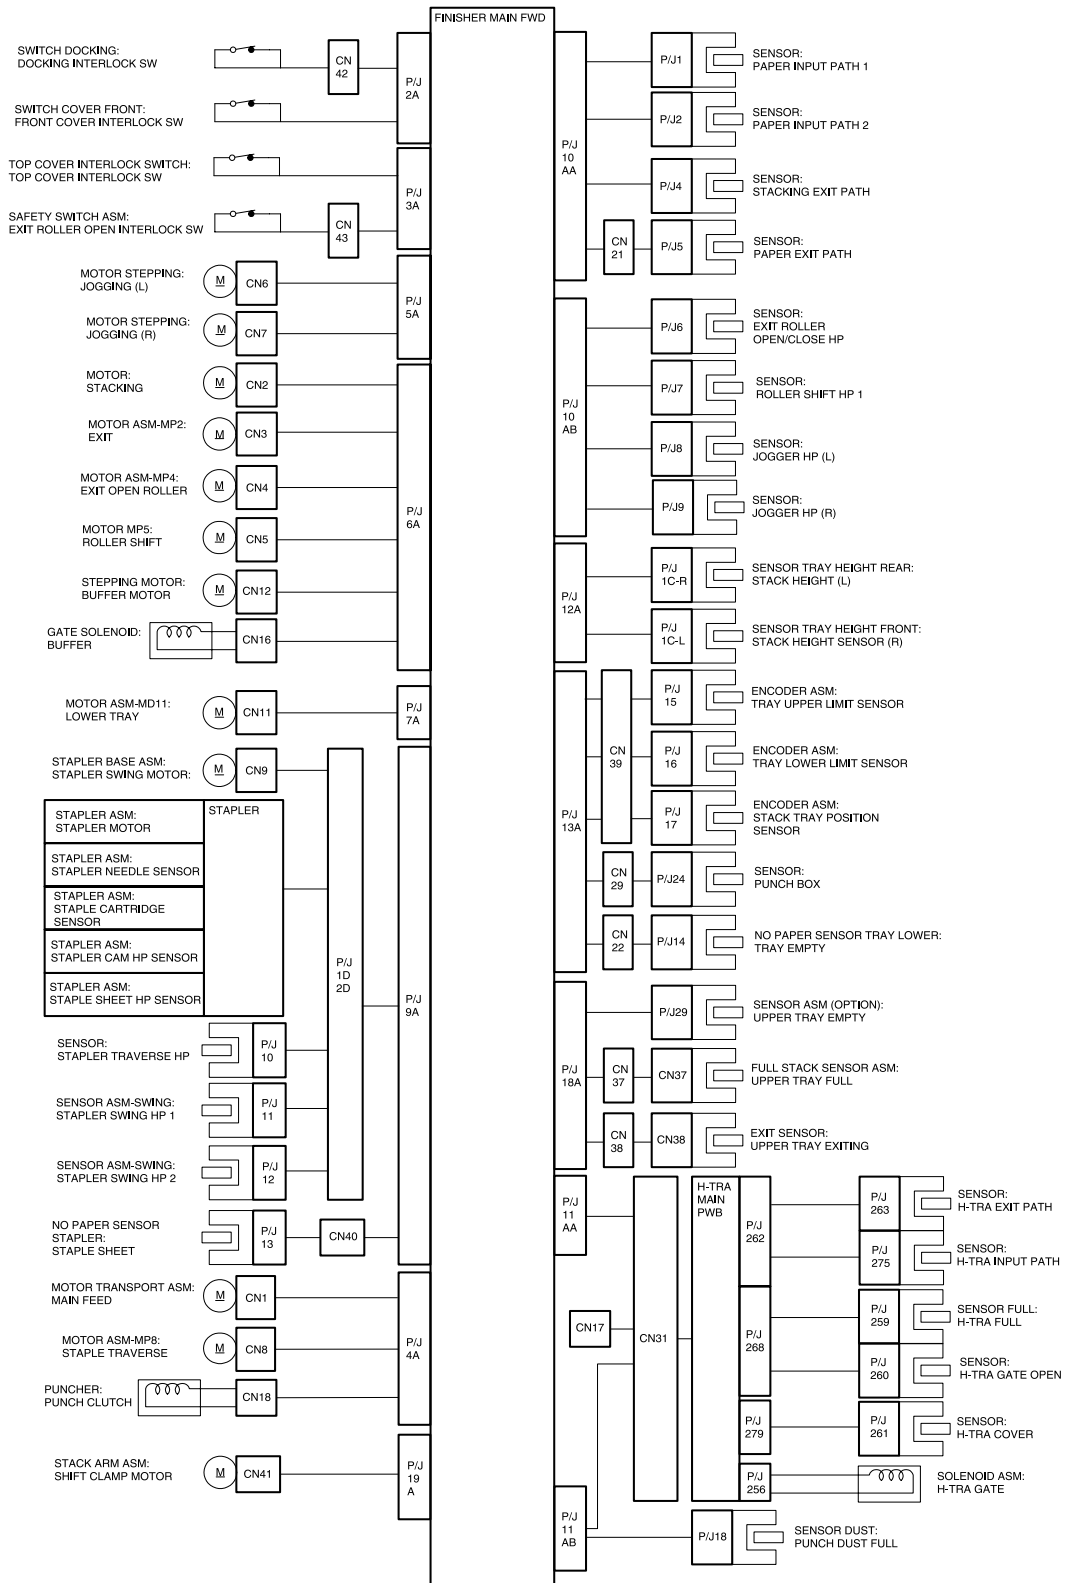 FINISHER MAIN FWD
SWITCH DOCKING:
DOCKING INTERLOCK SW
CN
42
P/J
2A
SWITCH COVER FRONT:
FRONT COVER INTERLOCK SW
TOP COVER INTERLOCK SWITCH:
TOP COVER INTERLOCK SW
P/J
3A
SAFETY SWITCH ASM:
EXIT ROLLER OPEN INTERLOCK SW
CN
43
MOTOR STEPPING:
JOGGING (L)
M
CN6
P/J
5A
MOTOR STEPPING:
JOGGING (R)
M
CN7
MOTOR:
STACKING
M
CN2
MOTOR ASM-MP2:
EXIT
M
CN3
MOTOR ASM-MP4:
EXIT OPEN ROLLER
M
CN4
P/J
6A
MOTOR MP5:
ROLLER SHIFT
M
CN5
STEPPING MOTOR:
BUFFER MOTOR
M
CN12
GATE SOLENOID:
BUFFER
CN16
MOTOR ASM-MD11:
LOWER TRAY
M
CN11
P/J
7A
STAPLER BASE ASM:
STAPLER SWING MOTOR:
M
CN9
STAPLER ASM:
STAPLER MOTOR
STAPLER
STAPLER ASM:
STAPLER NEEDLE SENSOR
STAPLER ASM:
STAPLE CARTRIDGE
SENSOR
STAPLER ASM:
STAPLER CAM HP SENSOR
STAPLER ASM:
STAPLE SHEET HP SENSOR
P/J
1D
2D
P/J
9A
SENSOR:
STAPLER TRAVERSE HP
P/J
10
SENSOR ASM-SWING:
STAPLER SWING HP 1
P/J
11
SENSOR ASM-SWING:
STAPLER SWING HP 2
P/J
12
NO PAPER SENSOR
STAPLER:
STAPLE SHEET
P/J
13
CN40
MOTOR TRANSPORT ASM:
MAIN FEED
M
CN1
MOTOR ASM-MP8:
STAPLE TRAVERSE
M
CN8
P/J
4A
PUNCHER:
PUNCH CLUTCH
CN18
STACK ARM ASM:
SHIFT CLAMP MOTOR
M
CN41
P/J
19
A
P/J
10
AA
P/J1
SENSOR:
PAPER INPUT PATH 1
P/J2
SENSOR:
PAPER INPUT PATH 2
P/J4
SENSOR:
STACKING EXIT PATH
CN
21
P/J5
SENSOR:
PAPER EXIT PATH
P/J
10
AB
P/J6
SENSOR:
EXIT ROLLER
OPEN/CLOSE HP
P/J7
SENSOR:
ROLLER SHIFT HP 1
P/J8
SENSOR:
JOGGER HP (L)
P/J9
SENSOR:
JOGGER HP (R)
P/J
12A
P/J
1C-R
SENSOR TRAY HEIGHT REAR:
STACK HEIGHT (L)
P/J
1C-L
SENSOR TRAY HEIGHT FRONT:
STACK HEIGHT SENSOR (R)
P/J
13A
CN
39
P/J
15
ENCODER ASM:
TRAY UPPER LIMIT SENSOR
P/J
16
ENCODER ASM:
TRAY LOWER LIMIT SENSOR
P/J
17
ENCODER ASM:
STACK TRAY POSITION
SENSOR
CN
29
P/J24
SENSOR:
PUNCH BOX
CN
22
P/J14
NO PAPER SENSOR TRAY LOWER:
TRAY EMPTY
P/J
18A
P/J29
SENSOR ASM (OPTION):
UPPER TRAY EMPTY
CN
37
CN37
FULL STACK SENSOR ASM:
UPPER TRAY FULL
CN
38
CN38
EXIT SENSOR:
UPPER TRAY EXITING
P/J
11
AA
CN17
CN31
H-TRA
MAIN
PWB
P/J
262
P/J
263
SENSOR:
H-TRA EXIT PATH
P/J
275
SENSOR:
H-TRA INPUT PATH
P/J
268
P/J
259
SENSOR FULL:
H-TRA FULL
P/J
260
SENSOR:
H-TRA GATE OPEN
P/J
279
P/J
261
SENSOR:
H-TRA COVER
P/J
256
SOLENOID ASM:
H-TRA GATE
P/J
11
AB
P/J18
SENSOR DUST:
PUNCH DUST FULL